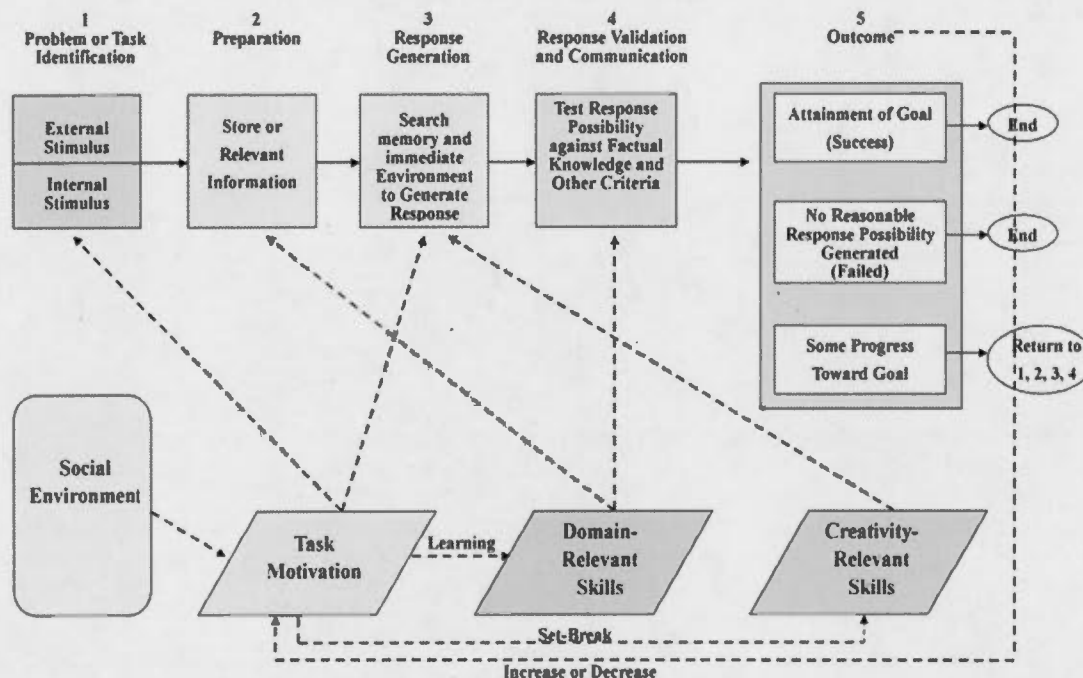 1
Problem or Task
Identification
2
Preparation
3
Response
Generation
4
Response Validation
and Communication
5
Outcome
External
Stimulus
Internal
Stimulus
Store or
Relevant
Information
Search
memory and
immediate
Environment
to Generate
Response
Test Response
Possibility
against Factual
Knowledge and
Other Criteria
Attainment of Goal
(Success)
End
No Reasonable
Response Possibility
Generated
(Failed)
End
Some Progress
Toward Goal
Return to
1, 2, 3, 4
Social
Environment
Task
Motivation
Learning
Domain-
Relevant
Skills
Creativity-
Relevant
Skills
Set-Break
Increase or Decrease